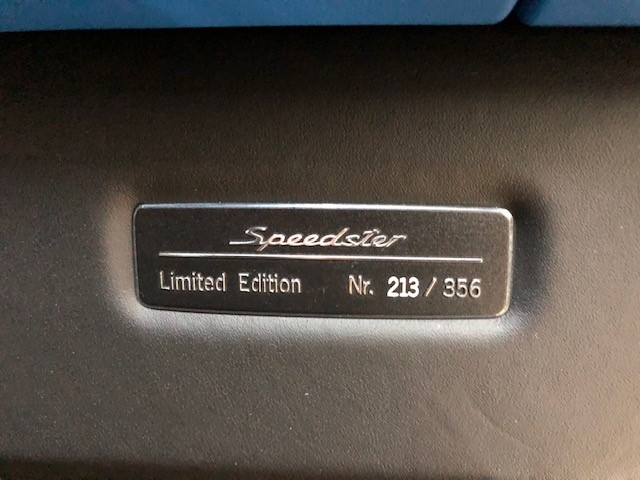 Speedster
Limited Edition Nr. 213 / 356